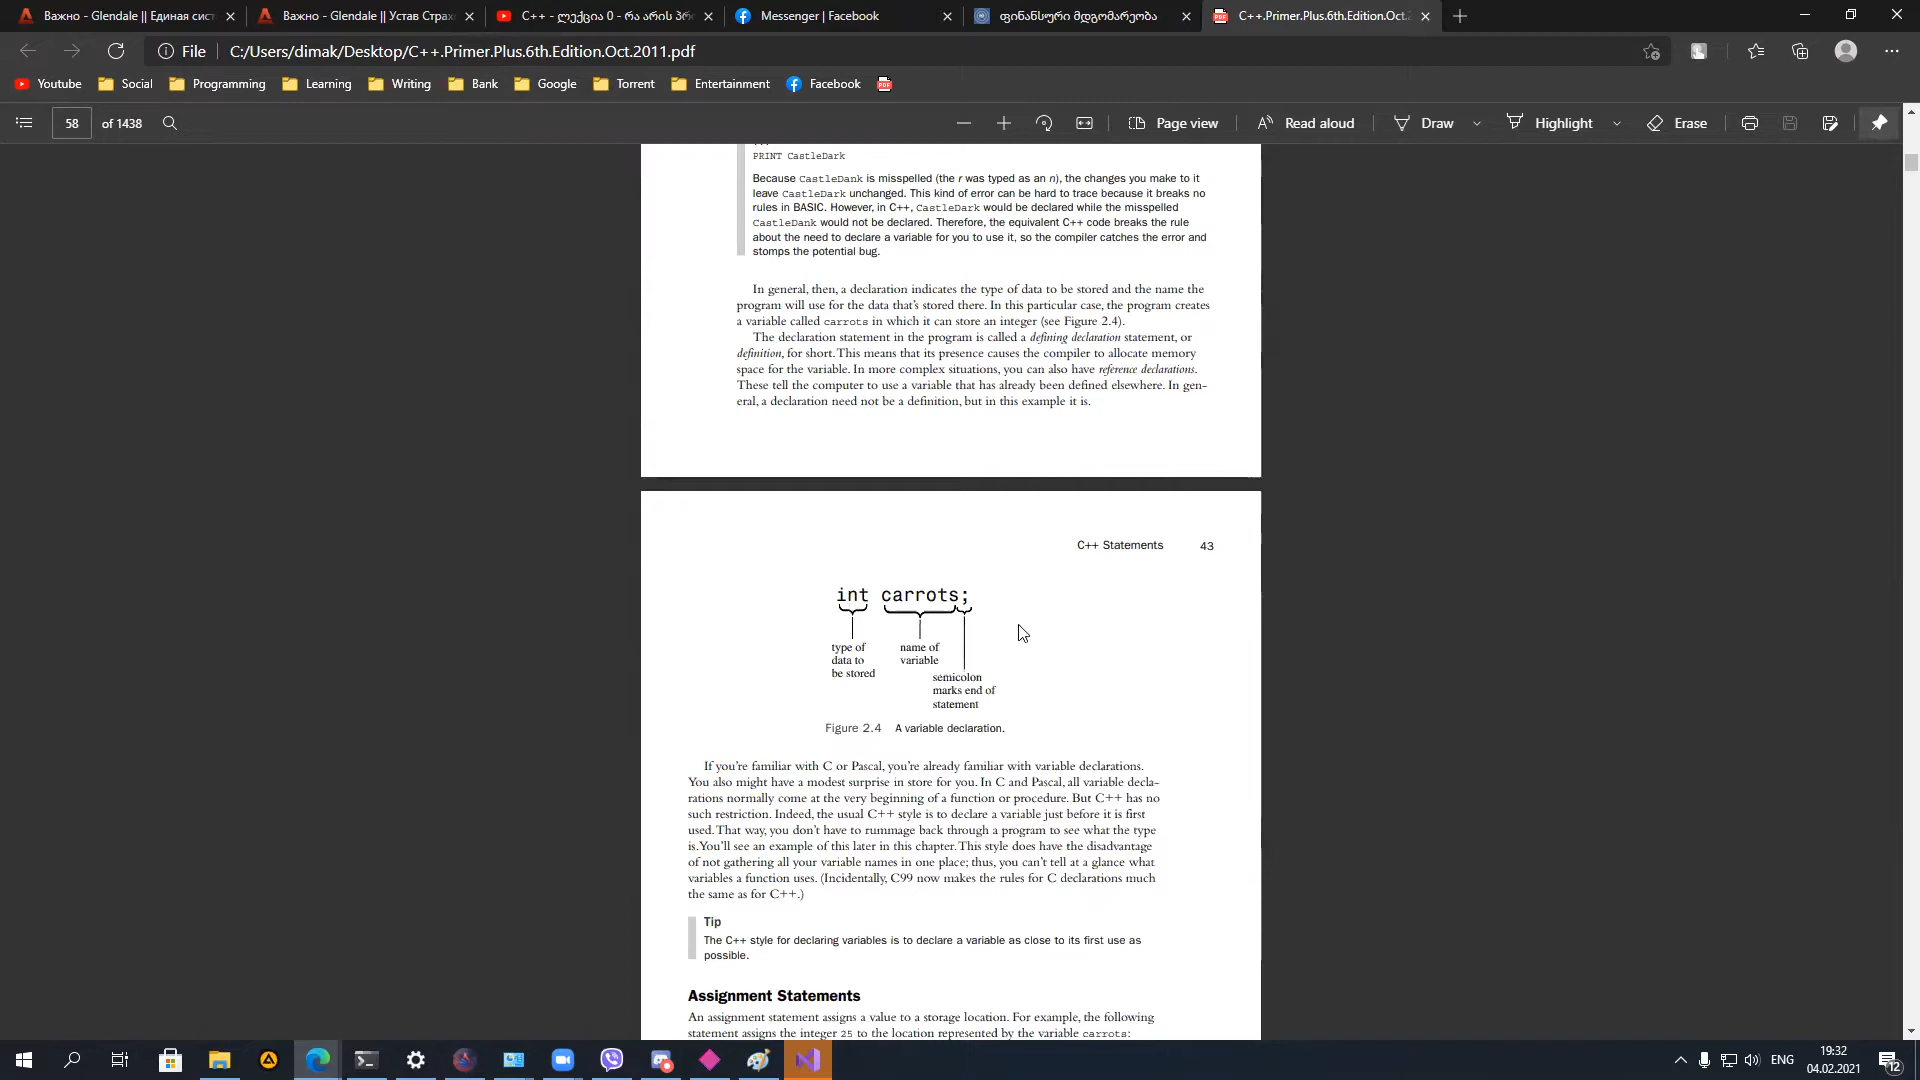 Важно - Glendale || Единая сист
Важно - Glendale || Устав Страхо
C++ - ლექცია 0 - რა არის პრ
Messenger | Facebook
ფინანსური მდგომარეობა
C++.Primer.Plus.6th.Edition.Oct.
File C:/Users/dimak/Desktop/C++.Primer.Plus.6th.Edition.Oct.2011.pdf
Youtube Social Programming Learning Writing Bank Google Torrent Entertainment Facebook
58 of 1438 Page view Read aloud Draw Highlight Erase
PRINT CastleDark
Because CastleDank is misspelled (the r was typed as an n), the changes you make to it
leave CastleDark unchanged. This kind of error can be hard to trace because it breaks no
rules in BASIC. However, in C++, CastleDark would be declared while the misspelled
CastleDank would not be declared. Therefore, the equivalent C++ code breaks the rule
about the need to declare a variable for you to use it, so the compiler catches the error and
stomps the potential bug.
In general, then, a declaration indicates the type of data to be stored and the name the
program will use for the data that's stored there. In this particular case, the program creates
a variable called carrots in which it can store an integer (see Figure 2.4).
The declaration statement in the program is called a defining declaration statement, or
definition, for short. This means that its presence causes the compiler to allocate memory
space for the variable. In more complex situations, you can also have reference declarations.
These tell the computer to use a variable that has already been defined elsewhere. In gen-
eral, a declaration need not be a definition, but in this example it is.
C++ Statements 43
int carrots;
type of
data to
be stored
name of
variable
semicolon
marks end of
statement
Figure 2.4 A variable declaration.
If you're familiar with C or Pascal, you're already familiar with variable declarations.
You also might have a modest surprise in store for you. In C and Pascal, all variable decla-
rations normally come at the very beginning of a function or procedure. But C++ has no
such restriction. Indeed, the usual C++ style is to declare a variable just before it is first
used. That way, you don't have to rummage back through a program to see what the type
is. You'll see an example of this later in this chapter. This style does have the disadvantage
of not gathering all your variable names in one place; thus, you can't tell at a glance what
variables a function uses. (Incidentally, C99 now makes the rules for C declarations much
the same as for C++.)
Tip
The C++ style for declaring variables is to declare a variable as close to its first use as
possible.
Assignment Statements
An assignment statement assigns a value to a storage location. For example, the following
statement assigns the integer 25 to the location represented by the variable carrots:
ENG
19:32
04.02.2021
12